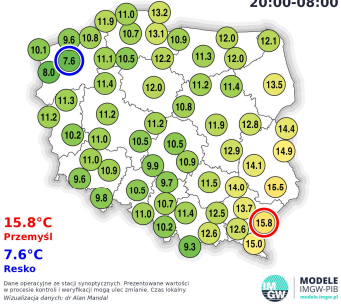 20:00-08:00
11.0 13.2
11.9
9.6 10.8 10.7 13.1 10.9 12.0 12.1
10.1
7.6 11.1 10.5 12.2 11.3 12.0
8.0
11.4 12.0 11.4 13.5
11.3
11.2 11.2 10.8
11.2 11.9 12.8 14.4
10.2 11.0 10.5 10.5
12.9 14.9
11.0 10.9 9.9 10.9 14.1
9.6 10.5 9.7 11.5 14.0 15.5
9.8 10.7
11.0 11.4 12.5 13.7
10.2 12.6 12.6 15.8
9.3 15.0
15.8°C
Przemyśl
7.6°C
Resko
Dane operacyjne ze stacji synoptycznych. Prezentowane wartości
w procesie kontroli i weryfikacji mogą ulec zmianie. Czas lokalny.
Wizualizacja danych: dr Alan Mandal
IM
GW
MODELE
IMGW-PIB